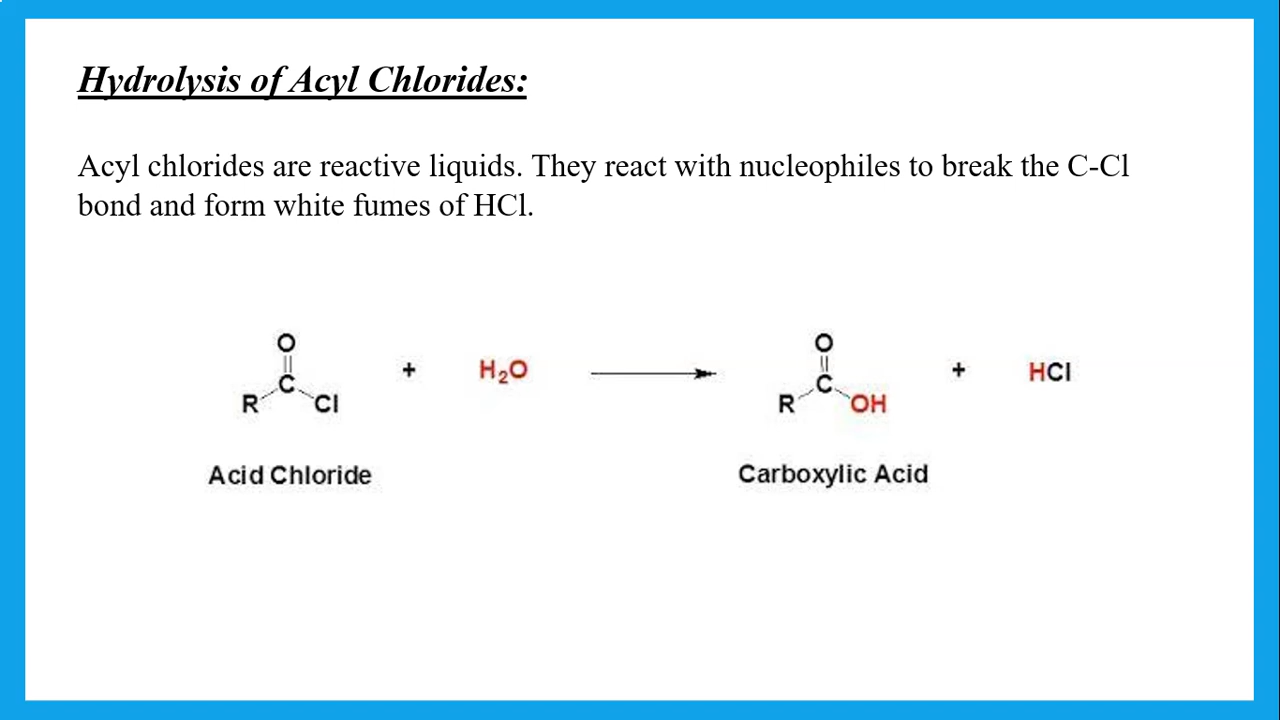 Hydrolysis of Acyl Chlorides:
Acyl chlorides are reactive liquids. They react with nucleophiles to break the C-Cl
bond and form white fumes of HCl.
O O
|| ||
C + H₂O C + HCl
R Cl R OH
Acid Chloride Carboxylic Acid